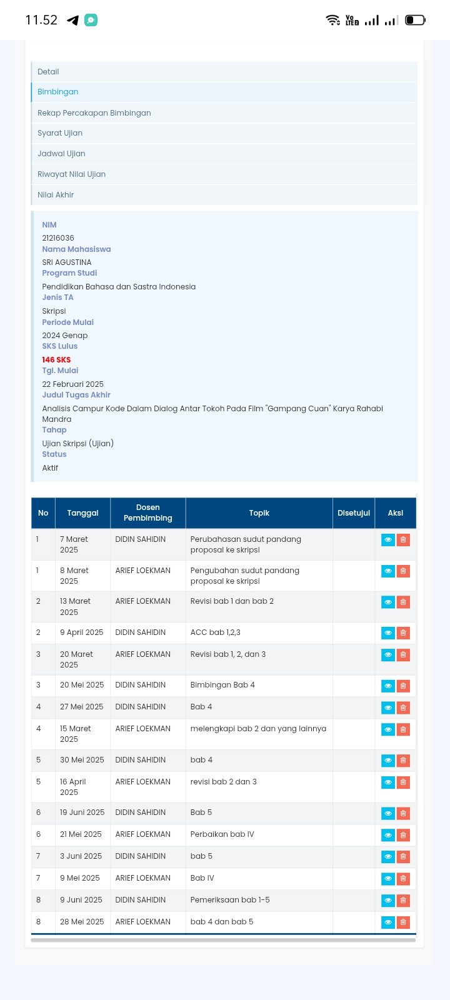 11.52
Vo
LTE 2
Detail
Bimbingan
Rekap Percakapan Bimbingan
Syarat Ujian
Jadwal Ujian
Riwayat Nilai Ujian
Nilai Akhir
NIM
21216036
Nama Mahasiswa
SRI AGUSTINA
Program Studi
Pendidikan Bahasa dan Sastra Indonesia
Jenis TA
Skripsi
Periode Mulai
2024 Genap
SKS Lulus
146 SKS
Tgl. Mulai
22 Februari 2025
Judul Tugas Akhir
Analisis Campur Kode Dalam Dialog Antar Tokoh Pada Film "Gampang Cuan" Karya Rahabi
Mandra
Tahap
Ujian Skripsi (Ujian)
Status
Aktif
No Tanggal Dosen Pembimbing Topik Disetujui Aksi
1 7 Maret 2025 DIDIN SAHIDIN Perubahasan sudut pandang proposal ke skripsi
1 8 Maret 2025 ARIEF LOEKMAN Pengubahan sudut pandang proposal ke skripsi
2 13 Maret 2025 ARIEF LOEKMAN Revisi bab 1 dan bab 2
2 9 April 2025 DIDIN SAHIDIN ACC bab 1,2,3
3 20 Maret 2025 ARIEF LOEKMAN Revisi bab 1, 2, dan 3
3 20 Mei 2025 DIDIN SAHIDIN Bimbingan Bab 4
4 27 Mei 2025 DIDIN SAHIDIN Bab 4
4 15 Maret 2025 ARIEF LOEKMAN melengkapi bab 2 dan yang lainnya
5 30 Mei 2025 DIDIN SAHIDIN bab 4
5 16 April 2025 ARIEF LOEKMAN revisi bab 2 dan 3
6 19 Juni 2025 DIDIN SAHIDIN Bab 5
6 21 Mei 2025 ARIEF LOEKMAN Perbaikan bab IV
7 3 Juni 2025 DIDIN SAHIDIN bab 5
7 9 Mei 2025 ARIEF LOEKMAN Bab IV
8 9 Juni 2025 DIDIN SAHIDIN Pemeriksaan bab 1-5
8 28 Mei 2025 ARIEF LOEKMAN bab 4 dan bab 5